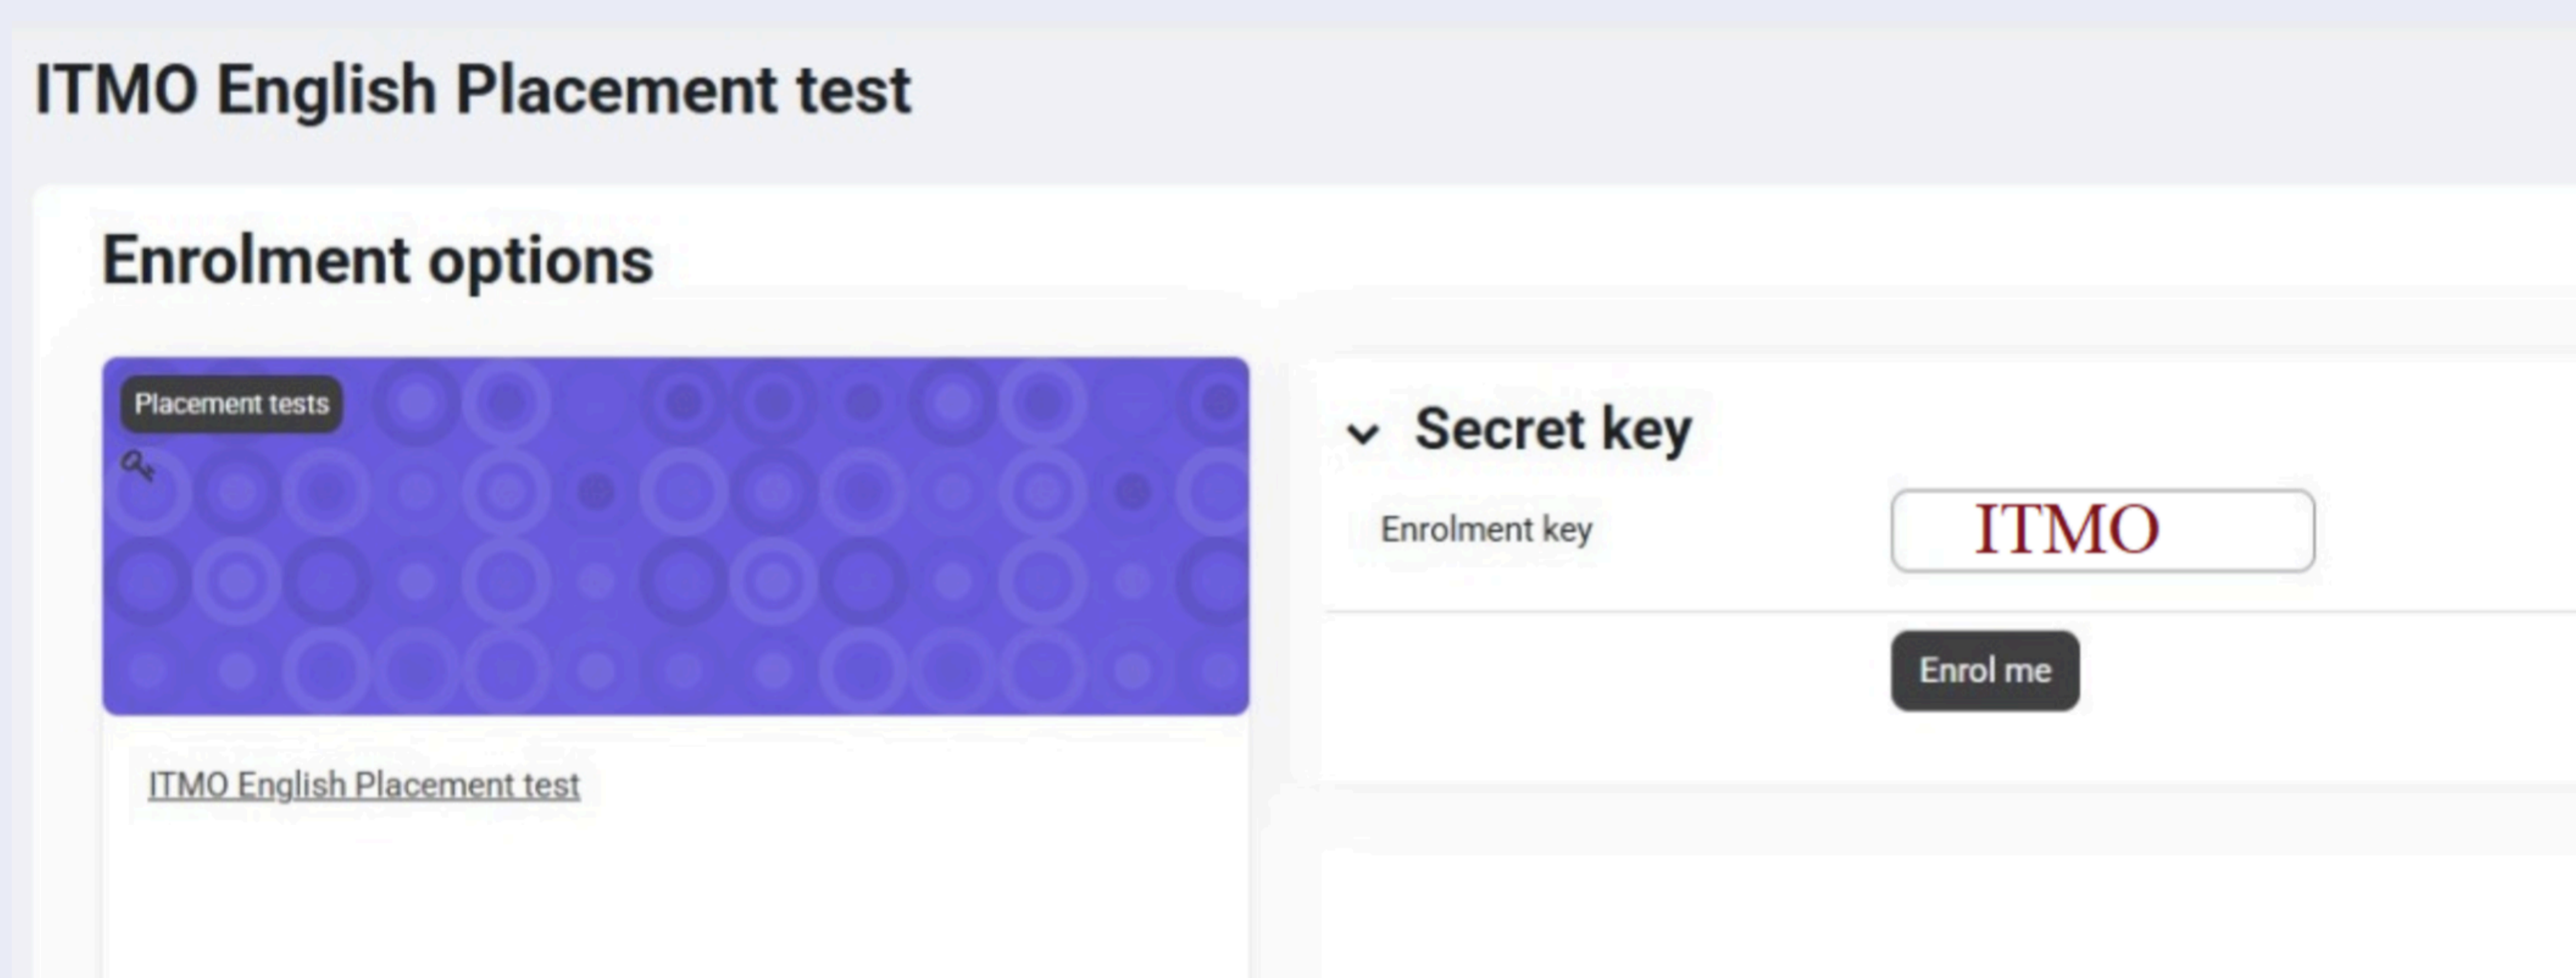 ITMO English Placement test
Enrolment options
Placement tests
ITMO English Placement test
Secret key
Enrolment key
ITMO
Enrol me